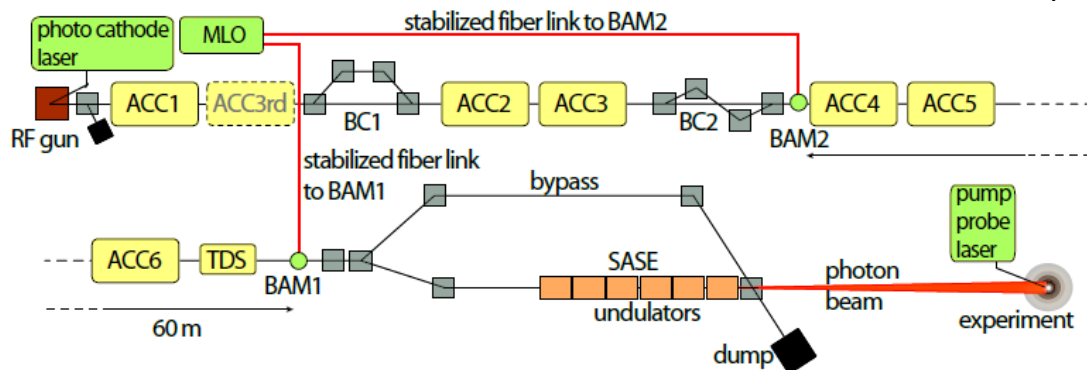 photo cathode
laser
MLO
stabilized fiber link to BAM2
ACC1
ACC3rd
ACC2
ACC3
ACC4
ACC5
RF gun
BC1
BC2
BAM2
stabilized fiber link
to BAM1
bypass
pump
probe
laser
ACC6
TDS
BAM1
SASE
undulators
photon
beam
experiment
60 m
dump